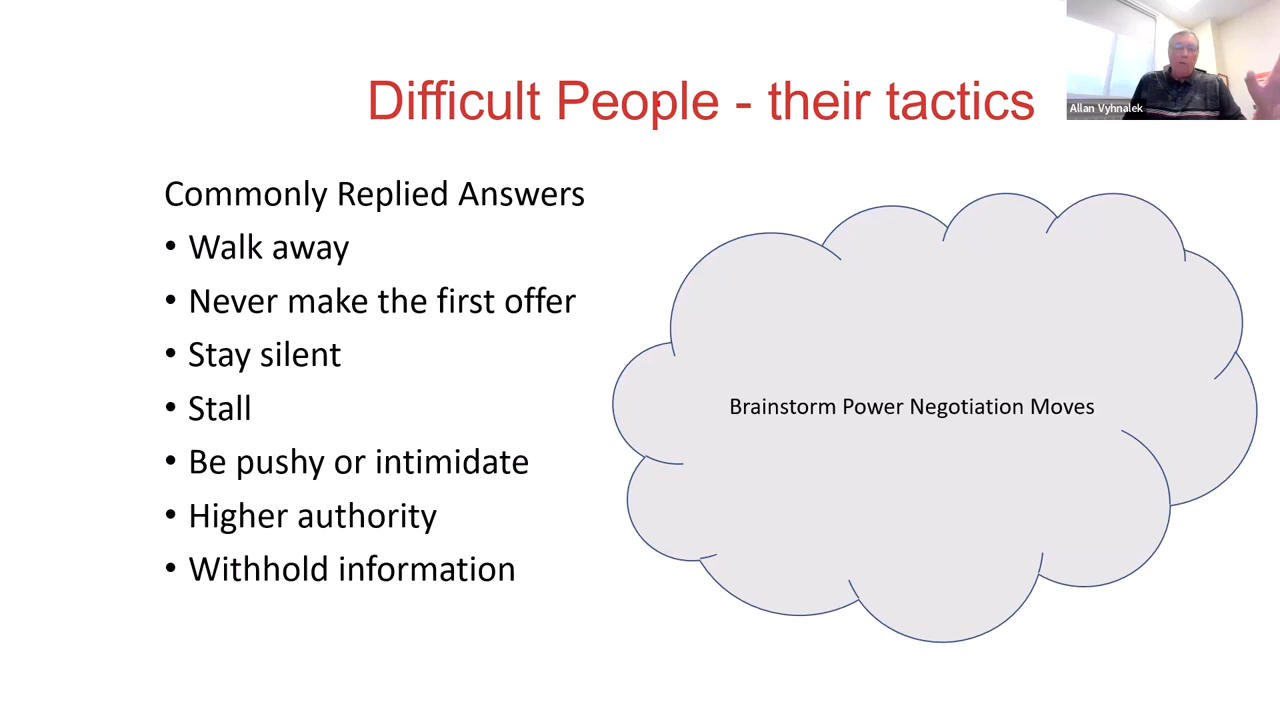 Difficult People - their tactics
Allan Vyhnalek
Commonly Replied Answers
• Walk away
• Never make the first offer
• Stay silent
• Stall
• Be pushy or intimidate
• Higher authority
• Withhold information
Brainstorm Power Negotiation Moves